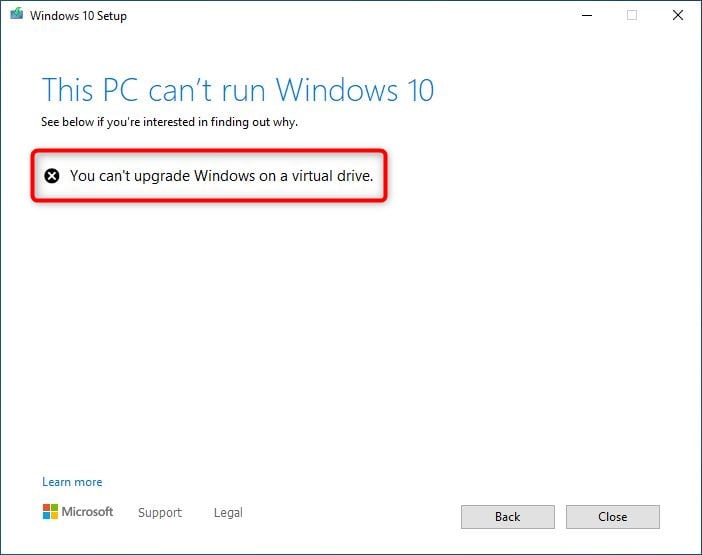 Windows 10 Setup
This PC can't run Windows 10
See below if you're interested in finding out why.
You can't upgrade Windows on a virtual drive.
Learn more
Microsoft Support Legal Back Close